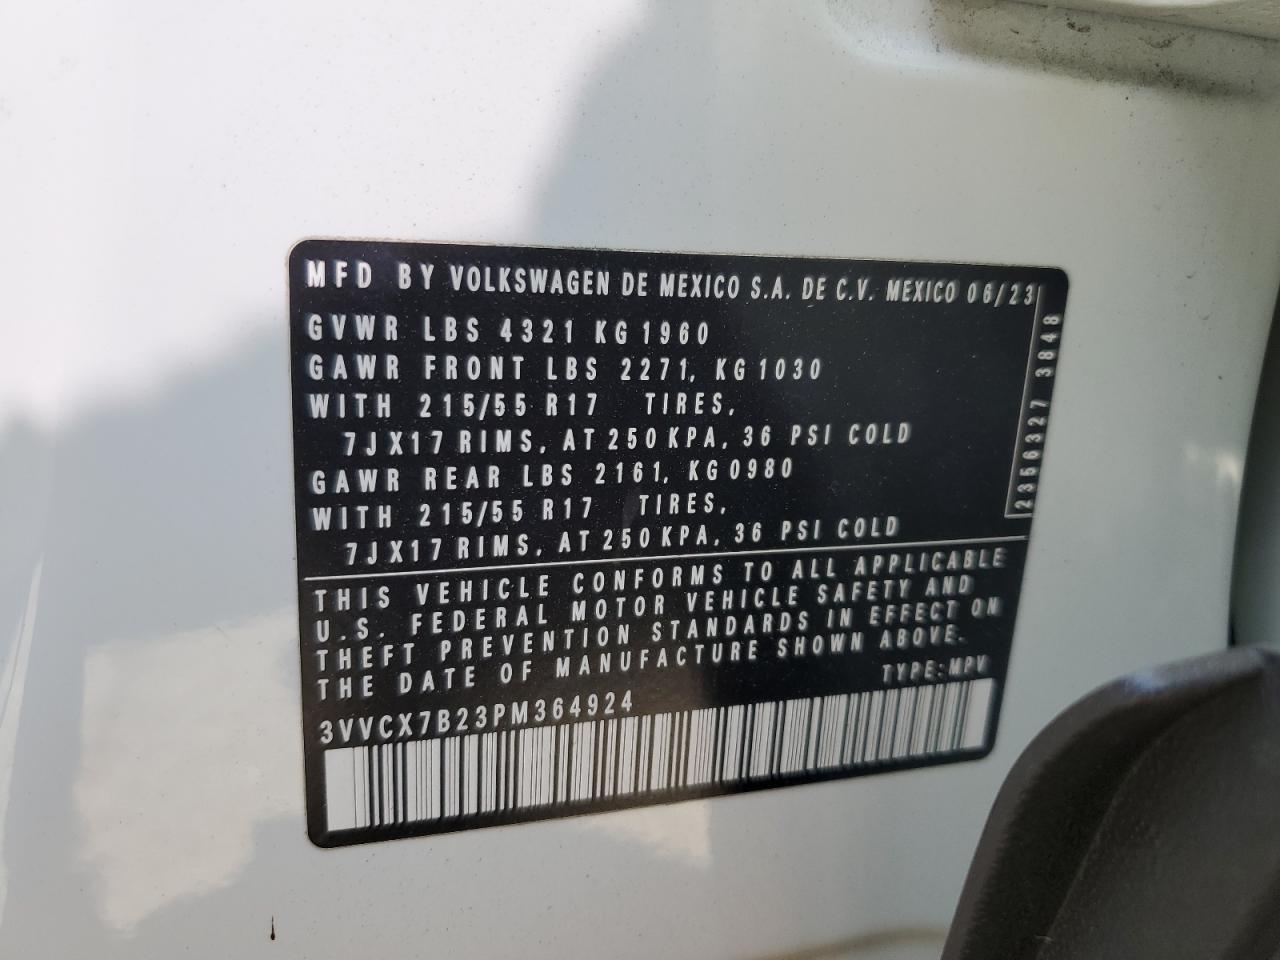 MFD BY VOLKSWAGEN DE MEXICO S.A. DE C.V. MEXICO 06/23
GVWR LBS 4321 KG 1960
GAWR FRONT LBS 2271, KG1030
WITH 215/55 R17 TIRES,
7JX17 RIMS, AT 250 KPA, 36 PSI COLD
GAWR REAR LBS 2161, KG0980
WITH 215/55 R17 TIRES,
7JX17 RIMS, AT 250 KPA, 36 PSI COLD
2356327 3848
THIS VEHICLE CONFORMS TO ALL APPLICABLE
U.S. FEDERAL MOTOR VEHICLE SAFETY AND
THEFT PREVENTION STANDARDS IN EFFECT ON
THE DATE OF MANUFACTURE SHOWN ABOVE.
TYPE: MPV
3VVCX7B23PM364924